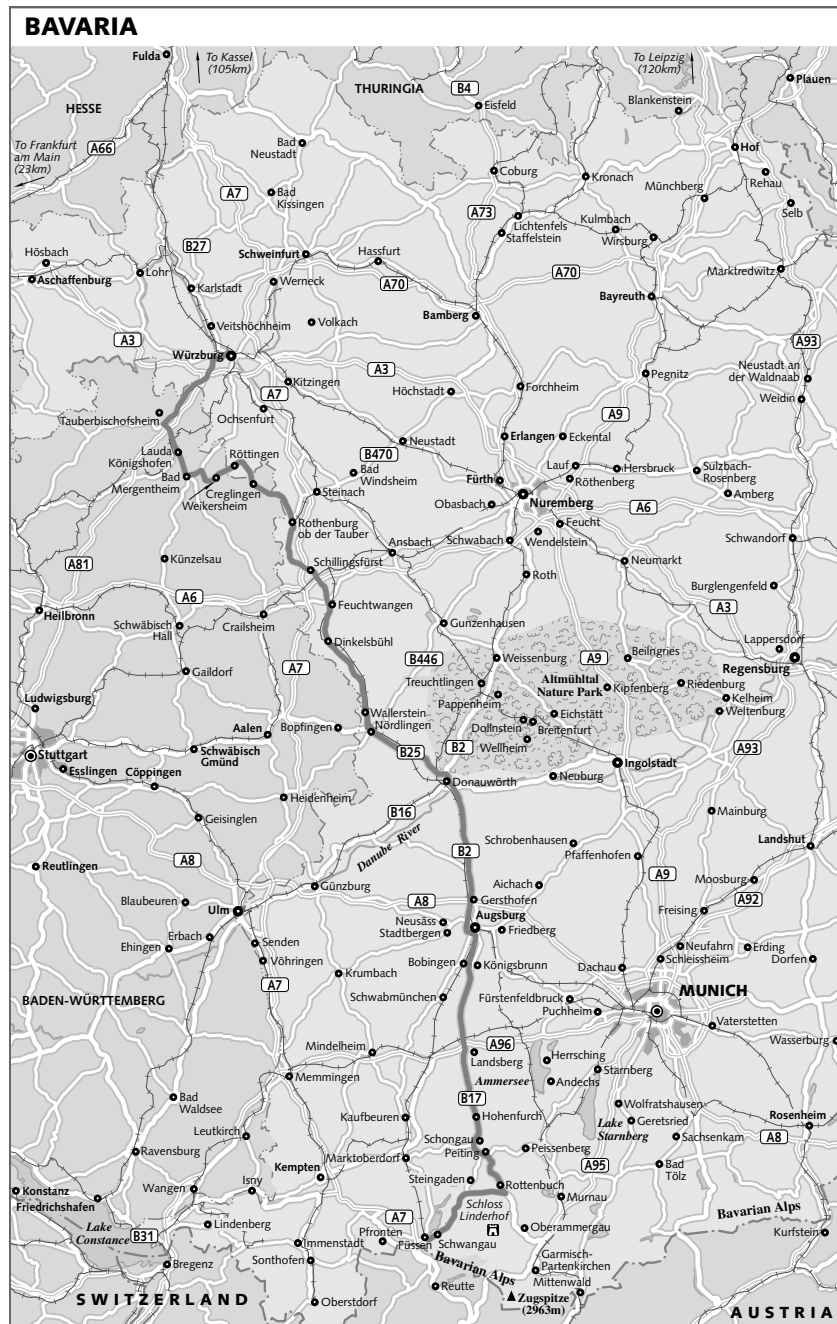 BAVARIA
Fulda
To Kassel
(105km)
To Leipzig
(120km)
Plauen
THURINGIA
B4
Eisfeld
Blankenstein
HESSE
A66
To Frankfurt
am Main
(23km)
Bad
Neustadt
Hof
Coburg
Kronach
Rehau
Münchberg
A7
Bad
Kissingen
Selb
A73
Lichtenfels
Kulmbach
Staffelstein
Wirsburg
B27
Hösbach
Schweinfurt
Hassfurt
Lohr
Aschaffenburg
Karlstadt
Werneck
A70
A70
Marktredwitz
Bayreuth
Bamberg
Veitshöchheim
Volkach
A3
A93
Würzburg
A3
Pegnitz
Neustadt an
der Waldnaab
Kitzingen
A7
Höchstadt
Forchheim
Weidin
Ochsenfurt
A9
Tauberbischofsheim
Neustadt
Erlangen
Eckental
Lauda
Königshofen
Röttingen
B470
Bad
Windsheim
Lauf
Hersbruck
Sulzbach-
Rosenberg
Bad
Mergentheim
Creglingen
Weikersheim
Fürth
Röthenberg
Steinach
Nuremberg
Amberg
Obasbach
A6
Rothenburg
ob der Tauber
Feucht
Ansbach
Schwabach
Wendelstein
Schwandorf
Künzelsau
Schillingsfürst
Neumarkt
A81
Roth
Burglengenfeld
A6
Feuchtwangen
A3
Heilbronn
Schwäbisch
Hall
Crailsheim
Gunzenhausen
Dinkelsbühl
Lappersdorf
B446
Weissenburg
A9
Beilngries
Regensburg
Gaildorf
A7
Treuchtlingen
Altmühltal
Nature Park
Riedenburg
Kipfenberg
Kelheim
Ludwigsburg
Pappenheim
Weltenburg
Wallerstein
Eichstätt
Aalen
Bopfingen
Nördlingen
Dollnstein
Breitenfurt
Schwäbisch
Gmünd
B25
B2
Wellheim
A93
Stuttgart
Esslingen
Cöppingen
Ingolstadt
Donauwörth
Neuburg
Heidenheim
B16
Mainburg
Geisinglen
Danube River
Schrobenhausen
Landshut
Reutlingen
A8
B2
Pfaffenhofen
A9
Moosburg
Günzburg
Aichach
Blaubeuren
A8
Gersthofen
A92
Ulm
Augsburg
Freising
Erbach
Neusäss
Stadtbergen
Friedberg
Ehingen
Senden
Neufahrn
Erding
Schleissheim
Dorfen
Vöhringen
Bobingen
Königsbrunn
Dachau
A7
Krumbach
BADEN-WÜRTTEMBERG
Schwabmünchen
Fürstenfeldbruck
MUNICH
Puchheim
Vaterstetten
Wasserburg
A96
Mindelheim
Landsberg
Herrsching
Memmingen
Ammersee
Andechs
Starnberg
Bad
Waldsee
B17
Kaufbeuren
Hohenfurch
Wolfratshausen
Lake
Starnberg
Geretsried
Rosenheim
Leutkirch
Schongau
Sachsenkam
A8
Ravensburg
Marktoberdorf
Peiting
Peissenberg
A95
Kempten
Bad
Tölz
Konstanz
Wangen
Isny
Steingaden
Rottenbuch
Friedrichshafen
Schloss
Linderhof
Murnau
Lake
Constance
B31
Lindenberg
A7
Pfronten
Oberammergau
Bavarian Alps
Immenstadt
Füssen
Schwangau
Kurfstein
Bregenz
Sonthofen
Bavarian Alps
Garmisch-
Partenkirchen
Reutte
Mittenwald
SWITZERLAND
Oberstdorf
Zugspitze
(2963m)
AUSTRIA